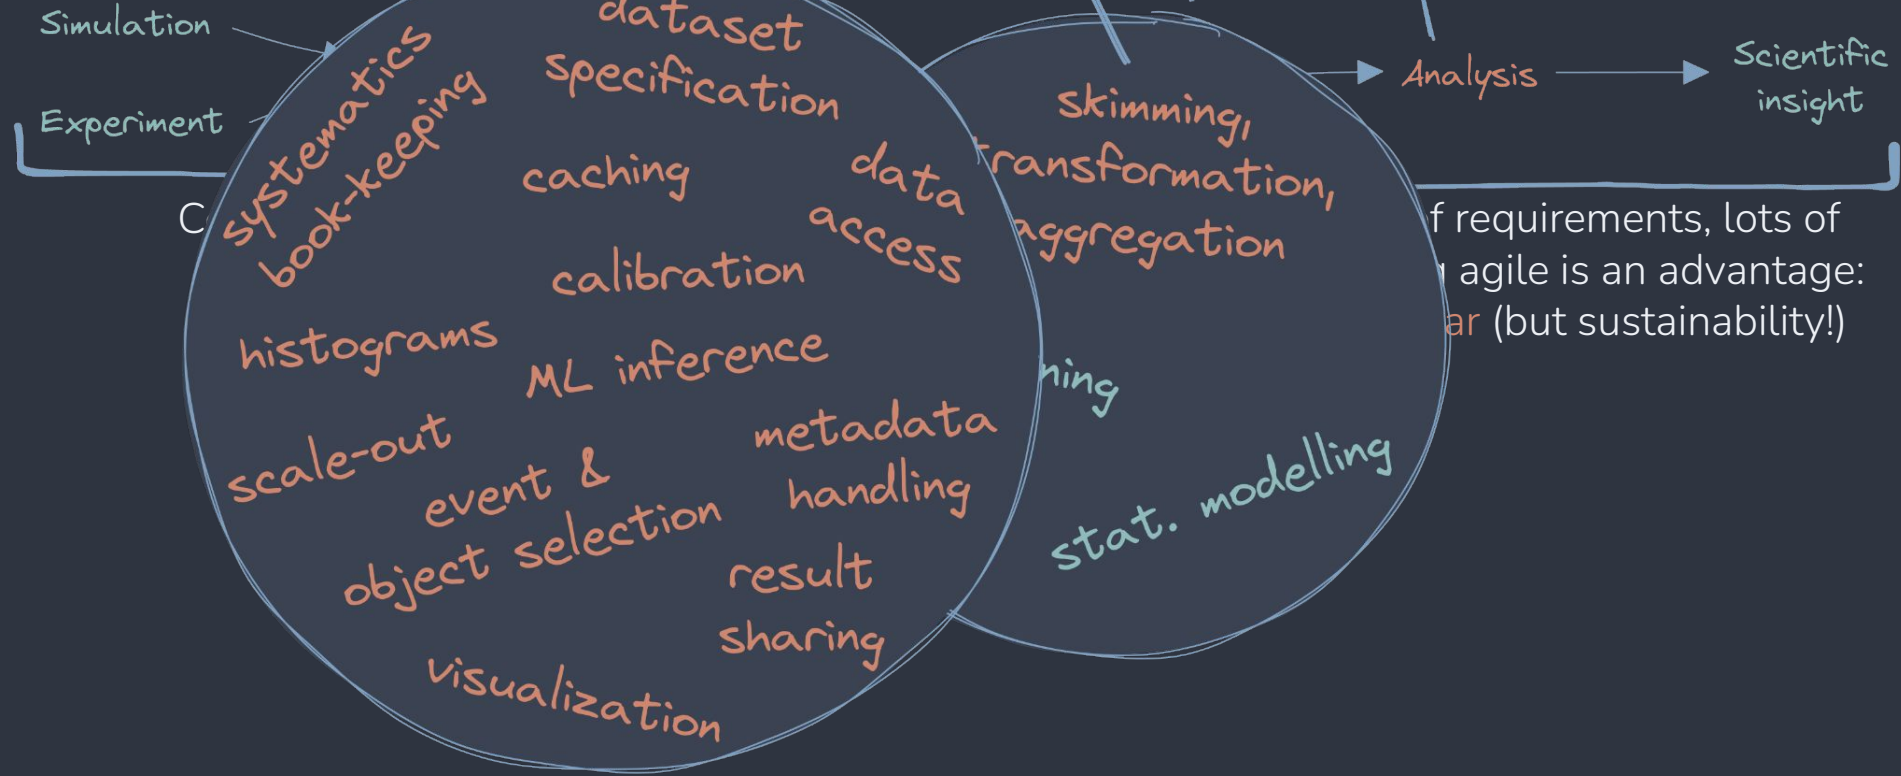 Simulation
Experiment
systematics
book-keeping
dataset
specification
caching
data
access
calibration
histograms
ML inference
scale-out
event &
object selection
metadata
handling
result
sharing
visualization
skimming,
transformation,
aggregation
stat. modelling
Analysis
Scientific
insight
requirements, lots of
agile is an advantage:
(but sustainability!)